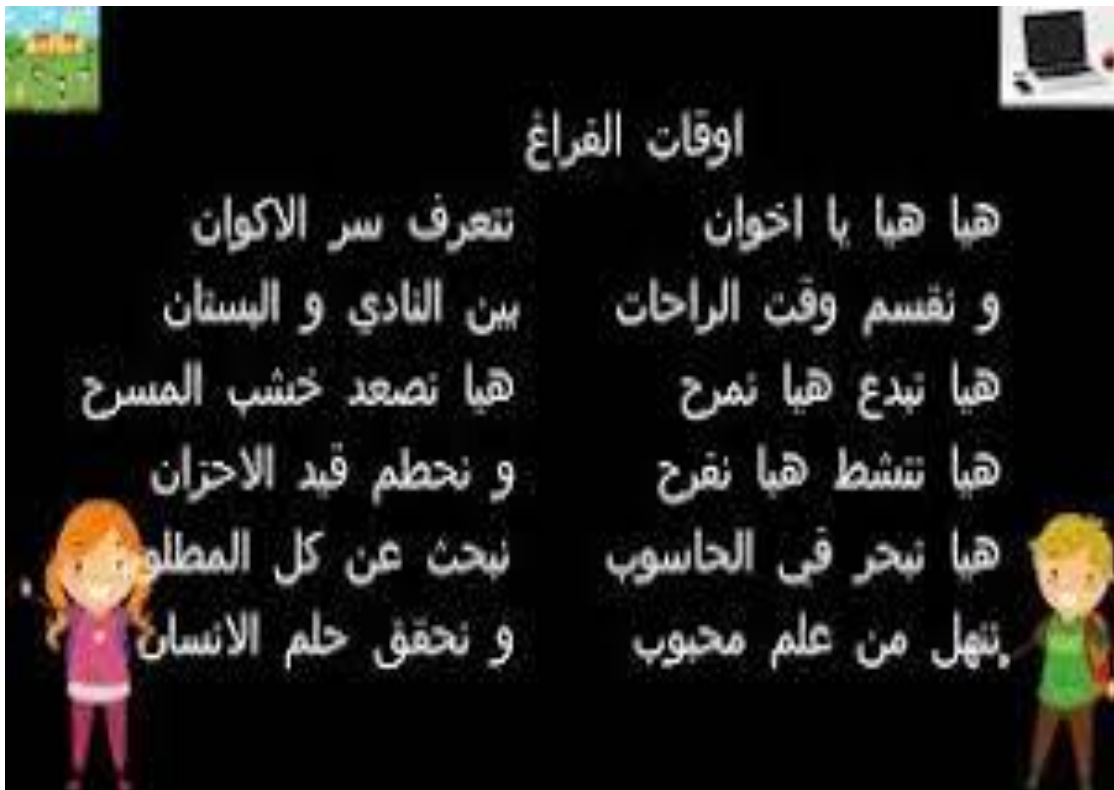 اوقات الفراغ
هيا هيا يا اخوان نتعرف سر الاكوان
و نقسم وقت الراحات بين النادي و البستان
هيا نبدع هيا نمرح هيا نصعد خشب المسرح
هيا ننشط هيا نفرح و نحطم قيد الاحزان
هيا نبحر في الحاسوب نبحث عن كل
ننهل من علم محبوب و نحقق حلم الانسان